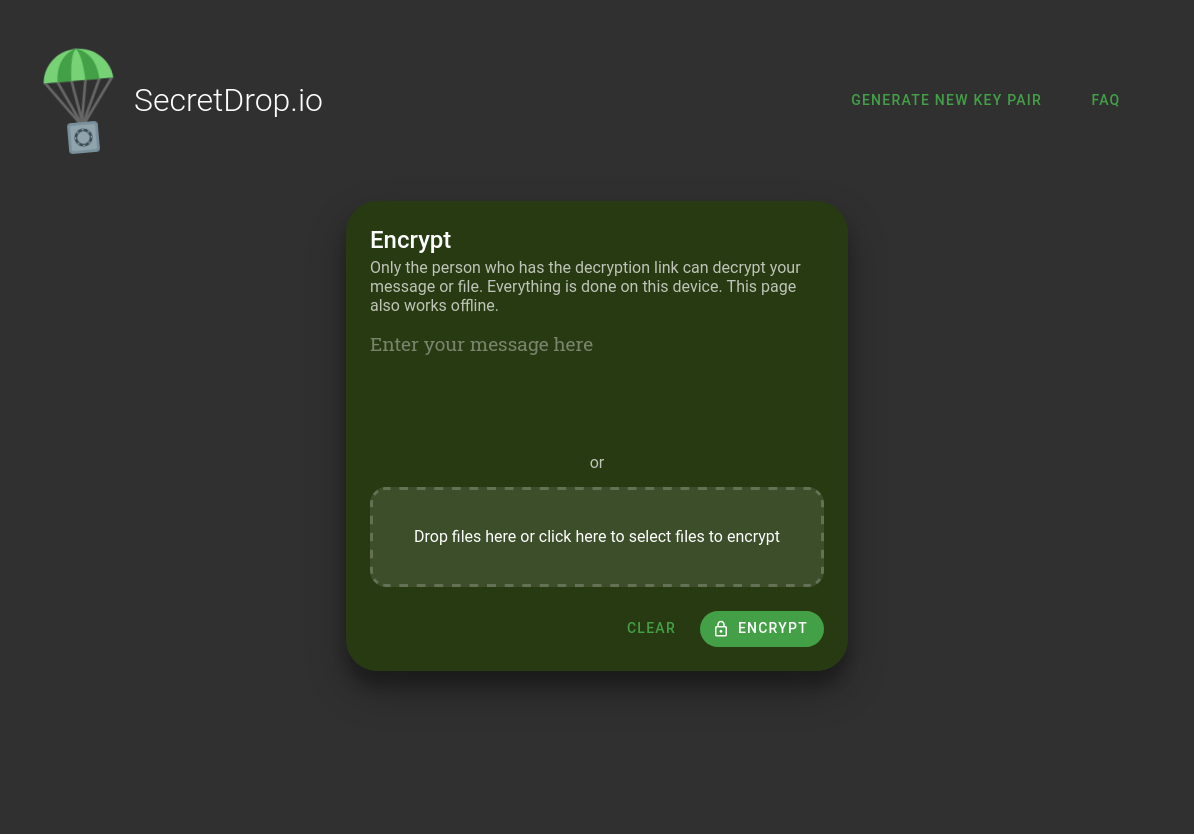 SecretDrop.io
GENERATE NEW KEY PAIR
FAQ
Encrypt
Only the person who has the decryption link can decrypt your
message or file. Everything is done on this device. This page
also works offline.
Enter your message here
or
Drop files here or click here to select files to encrypt
CLEAR
ENCRYPT